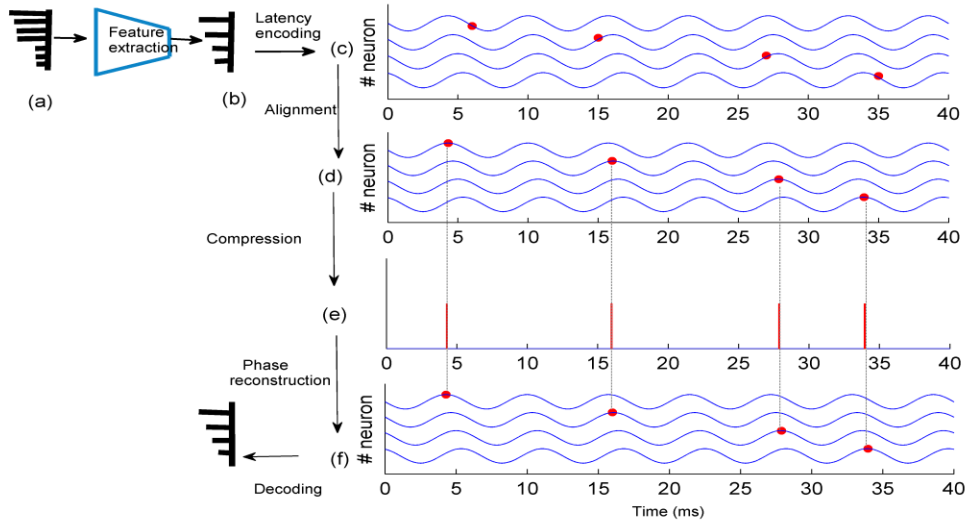 Feature
extraction
Latency
encoding
(a)
(b)
(c)
# neuron
0 5 10 15 20 25 30 35 40
Time (ms)
Alignment
(d)
# neuron
0 5 10 15 20 25 30 35 40
Compression
(e)
0 5 10 15 20 25 30 35 40
Phase
reconstruction
(f)
# neuron
0 5 10 15 20 25 30 35 40
Decoding
Time (ms)